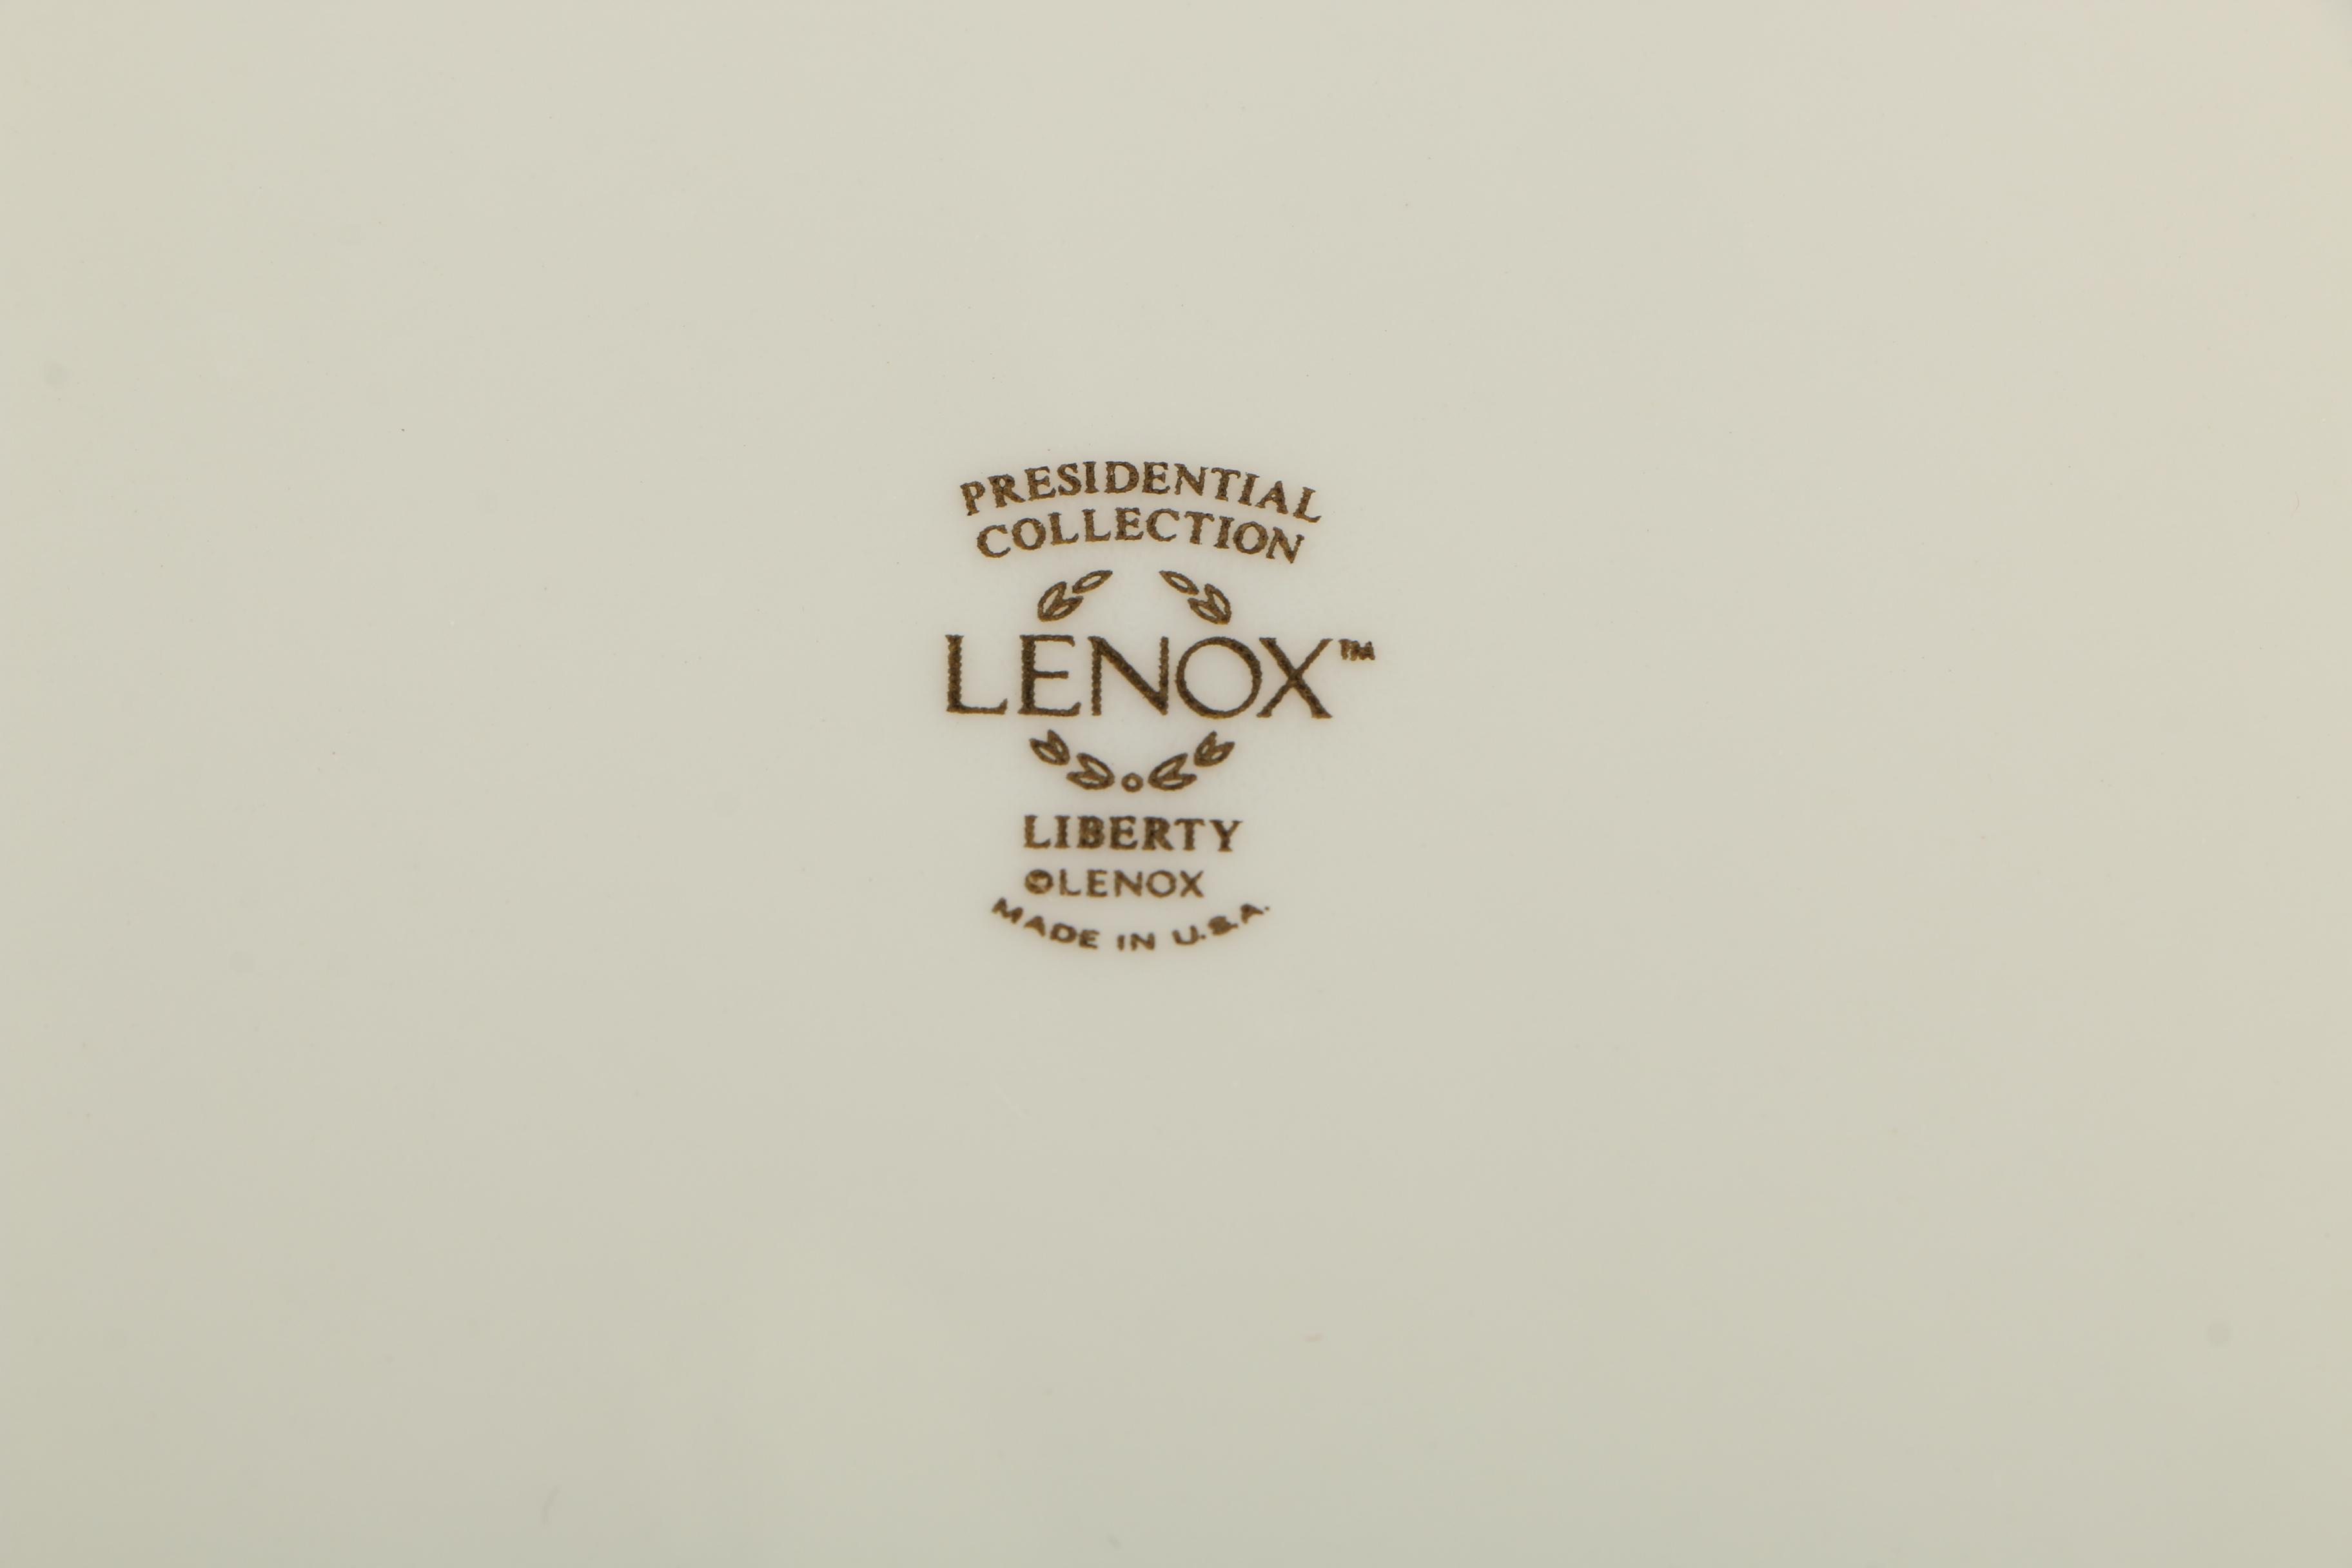 PRESIDENTIAL
COLLECTION
LENOX™
LIBERTY
©LENOX
MADE IN U.S.A.